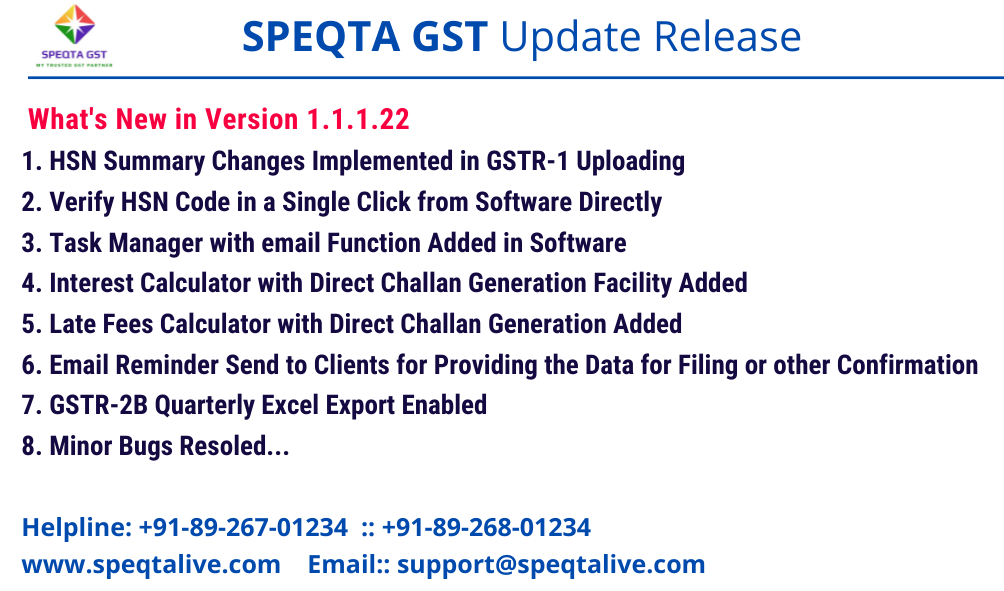 SPEQTA GST
MY TRUSTED GST PARTNER
SPEQTA GST Update Release
What's New in Version 1.1.1.22
1. HSN Summary Changes Implemented in GSTR-1 Uploading
2. Verify HSN Code in a Single Click from Software Directly
3. Task Manager with email Function Added in Software
4. Interest Calculator with Direct Challan Generation Facility Added
5. Late Fees Calculator with Direct Challan Generation Added
6. Email Reminder Send to Clients for Providing the Data for Filing or other Confirmation
7. GSTR-2B Quarterly Excel Export Enabled
8. Minor Bugs Resoled...
Helpline: +91-89-267-01234 :: +91-89-268-01234
www.speqtalive.com Email:: support@speqtalive.com